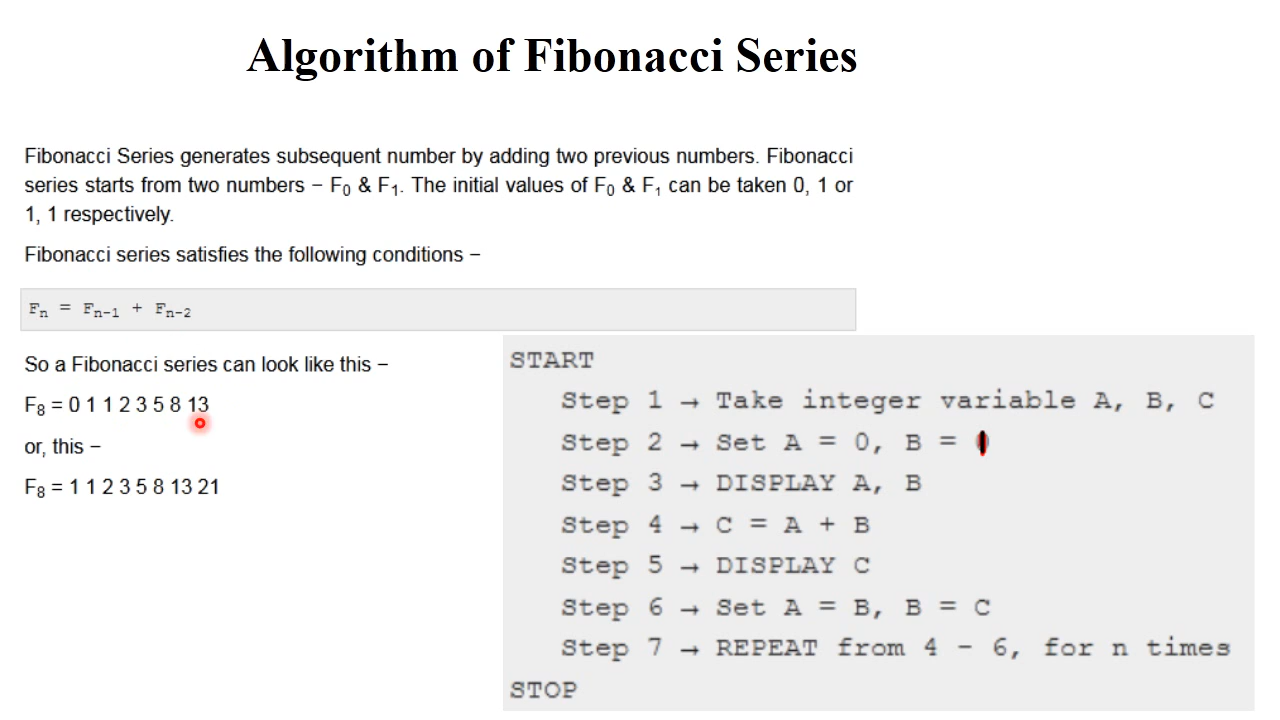 Algorithm of Fibonacci Series
Fibonacci Series generates subsequent number by adding two previous numbers. Fibonacci
series starts from two numbers − F₀ & F₁. The initial values of F₀ & F₁ can be taken 0, 1 or
1, 1 respectively.
Fibonacci series satisfies the following conditions −
Fₙ = Fₙ₋₁ + Fₙ₋₂
So a Fibonacci series can look like this −
F₈ = 0 1 1 2 3 5 8 13
or, this −
F₈ = 1 1 2 3 5 8 13 21
START
Step 1 → Take integer variable A, B, C
Step 2 → Set A = 0, B =
Step 3 → DISPLAY A, B
Step 4 → C = A + B
Step 5 → DISPLAY C
Step 6 → Set A = B, B = C
Step 7 → REPEAT from 4 - 6, for n times
STOP